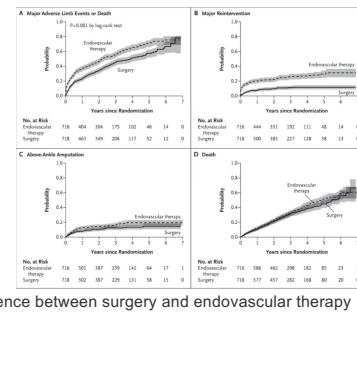 A Major Adverse Limb Events or Death
1.0
0.8
0.6
0.4
0.2
0.0
P<0.001 by log-rank test
Endovascular
therapy
Surgery
Probability
0 1 2 3 4 5 6 7
Years since Randomization
No. at Risk
Endovascular therapy 716 404 304 175 102 46 14 0
Surgery 718 463 349 204 117 52 12 0
B Major Reintervention
1.0
0.8
0.6
0.4
0.2
0.0
Endovascular therapy
Surgery
Probability
0 1 2 3 4 5 6
Years since Randomization
No. at Risk
Endovascular therapy 716 444 331 192 111 48 14
Surgery 718 500 385 227 128 58 13
C Above-Ankle Amputation
1.0
0.8
0.6
0.4
0.2
0.0
Endovascular therapy
Surgery
Probability
0 1 2 3 4 5 6 7
Years since Randomization
No. at Risk
Endovascular therapy 716 501 387 239 142 64 17 1
Surgery 718 502 387 229 131 58 15 0
D Death
1.0
0.8
0.6
0.4
0.2
0.0
Endovascular
therapy
Surgery
Probability
0 1 2 3 4 5 6
Years since Randomization
No. at Risk
Endovascular therapy 716 586 462 298 182 85 23
Surgery 718 577 457 282 168 80 20
ence between surgery and endovascular therapy